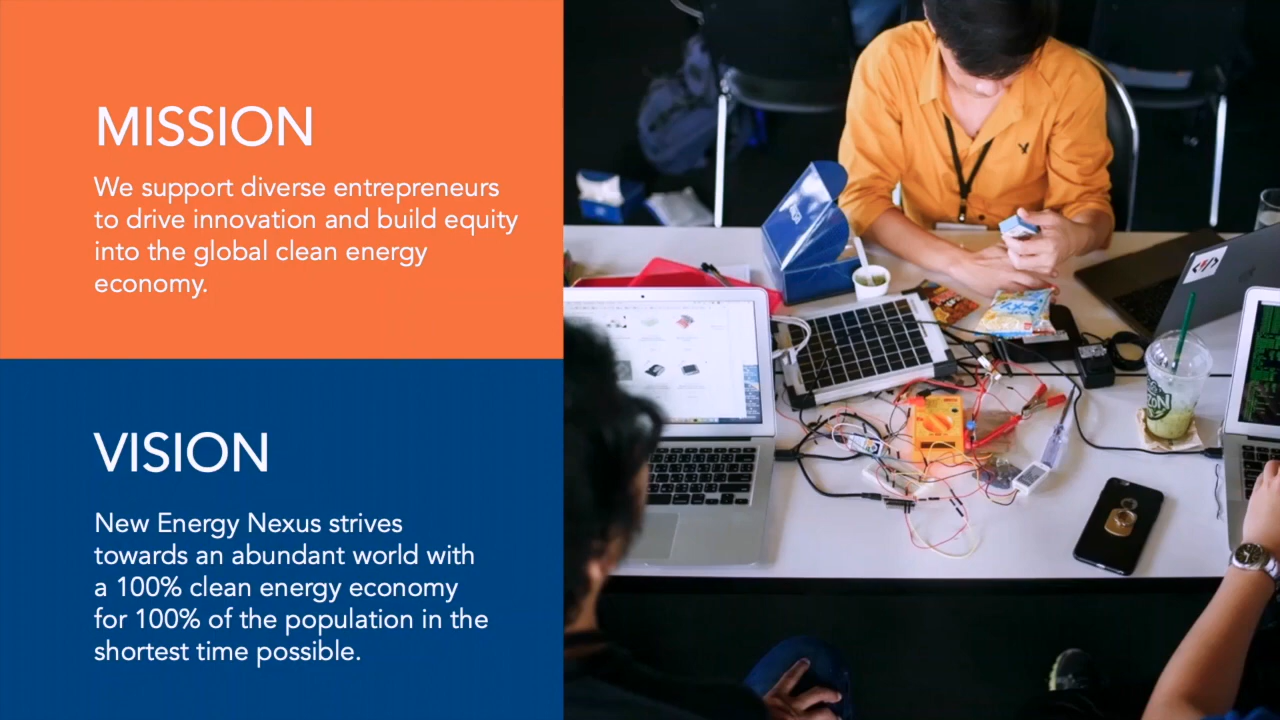 MISSION
We support diverse entrepreneurs
to drive innovation and build equity
into the global clean energy
economy.
VISION
New Energy Nexus strives
towards an abundant world with
a 100% clean energy economy
for 100% of the population in the
shortest time possible.